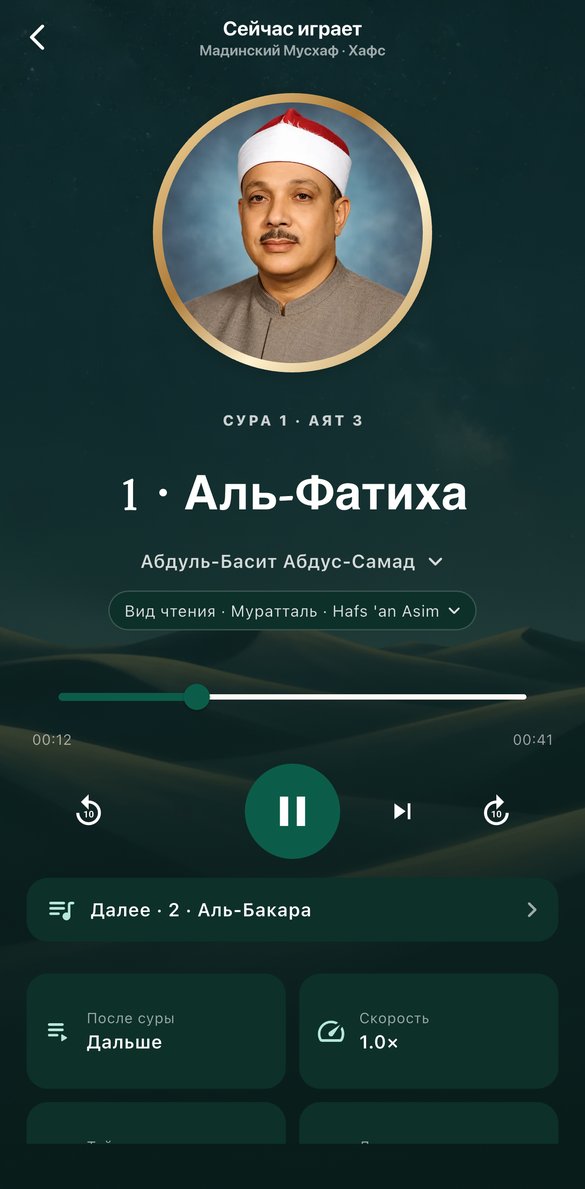 Сейчас играет
Мадинский Мусхаф · Хафс
СУРА 1 · АЯТ 3
1 · Аль-Фатиха
Абдуль-Басит Абдус-Самад
Вид чтения · Муратталь · Hafs 'an Asim
00:12
00:41
10
10
Далее · 2 · Аль-Бакара
После суры
Дальше
Скорость
1.0×